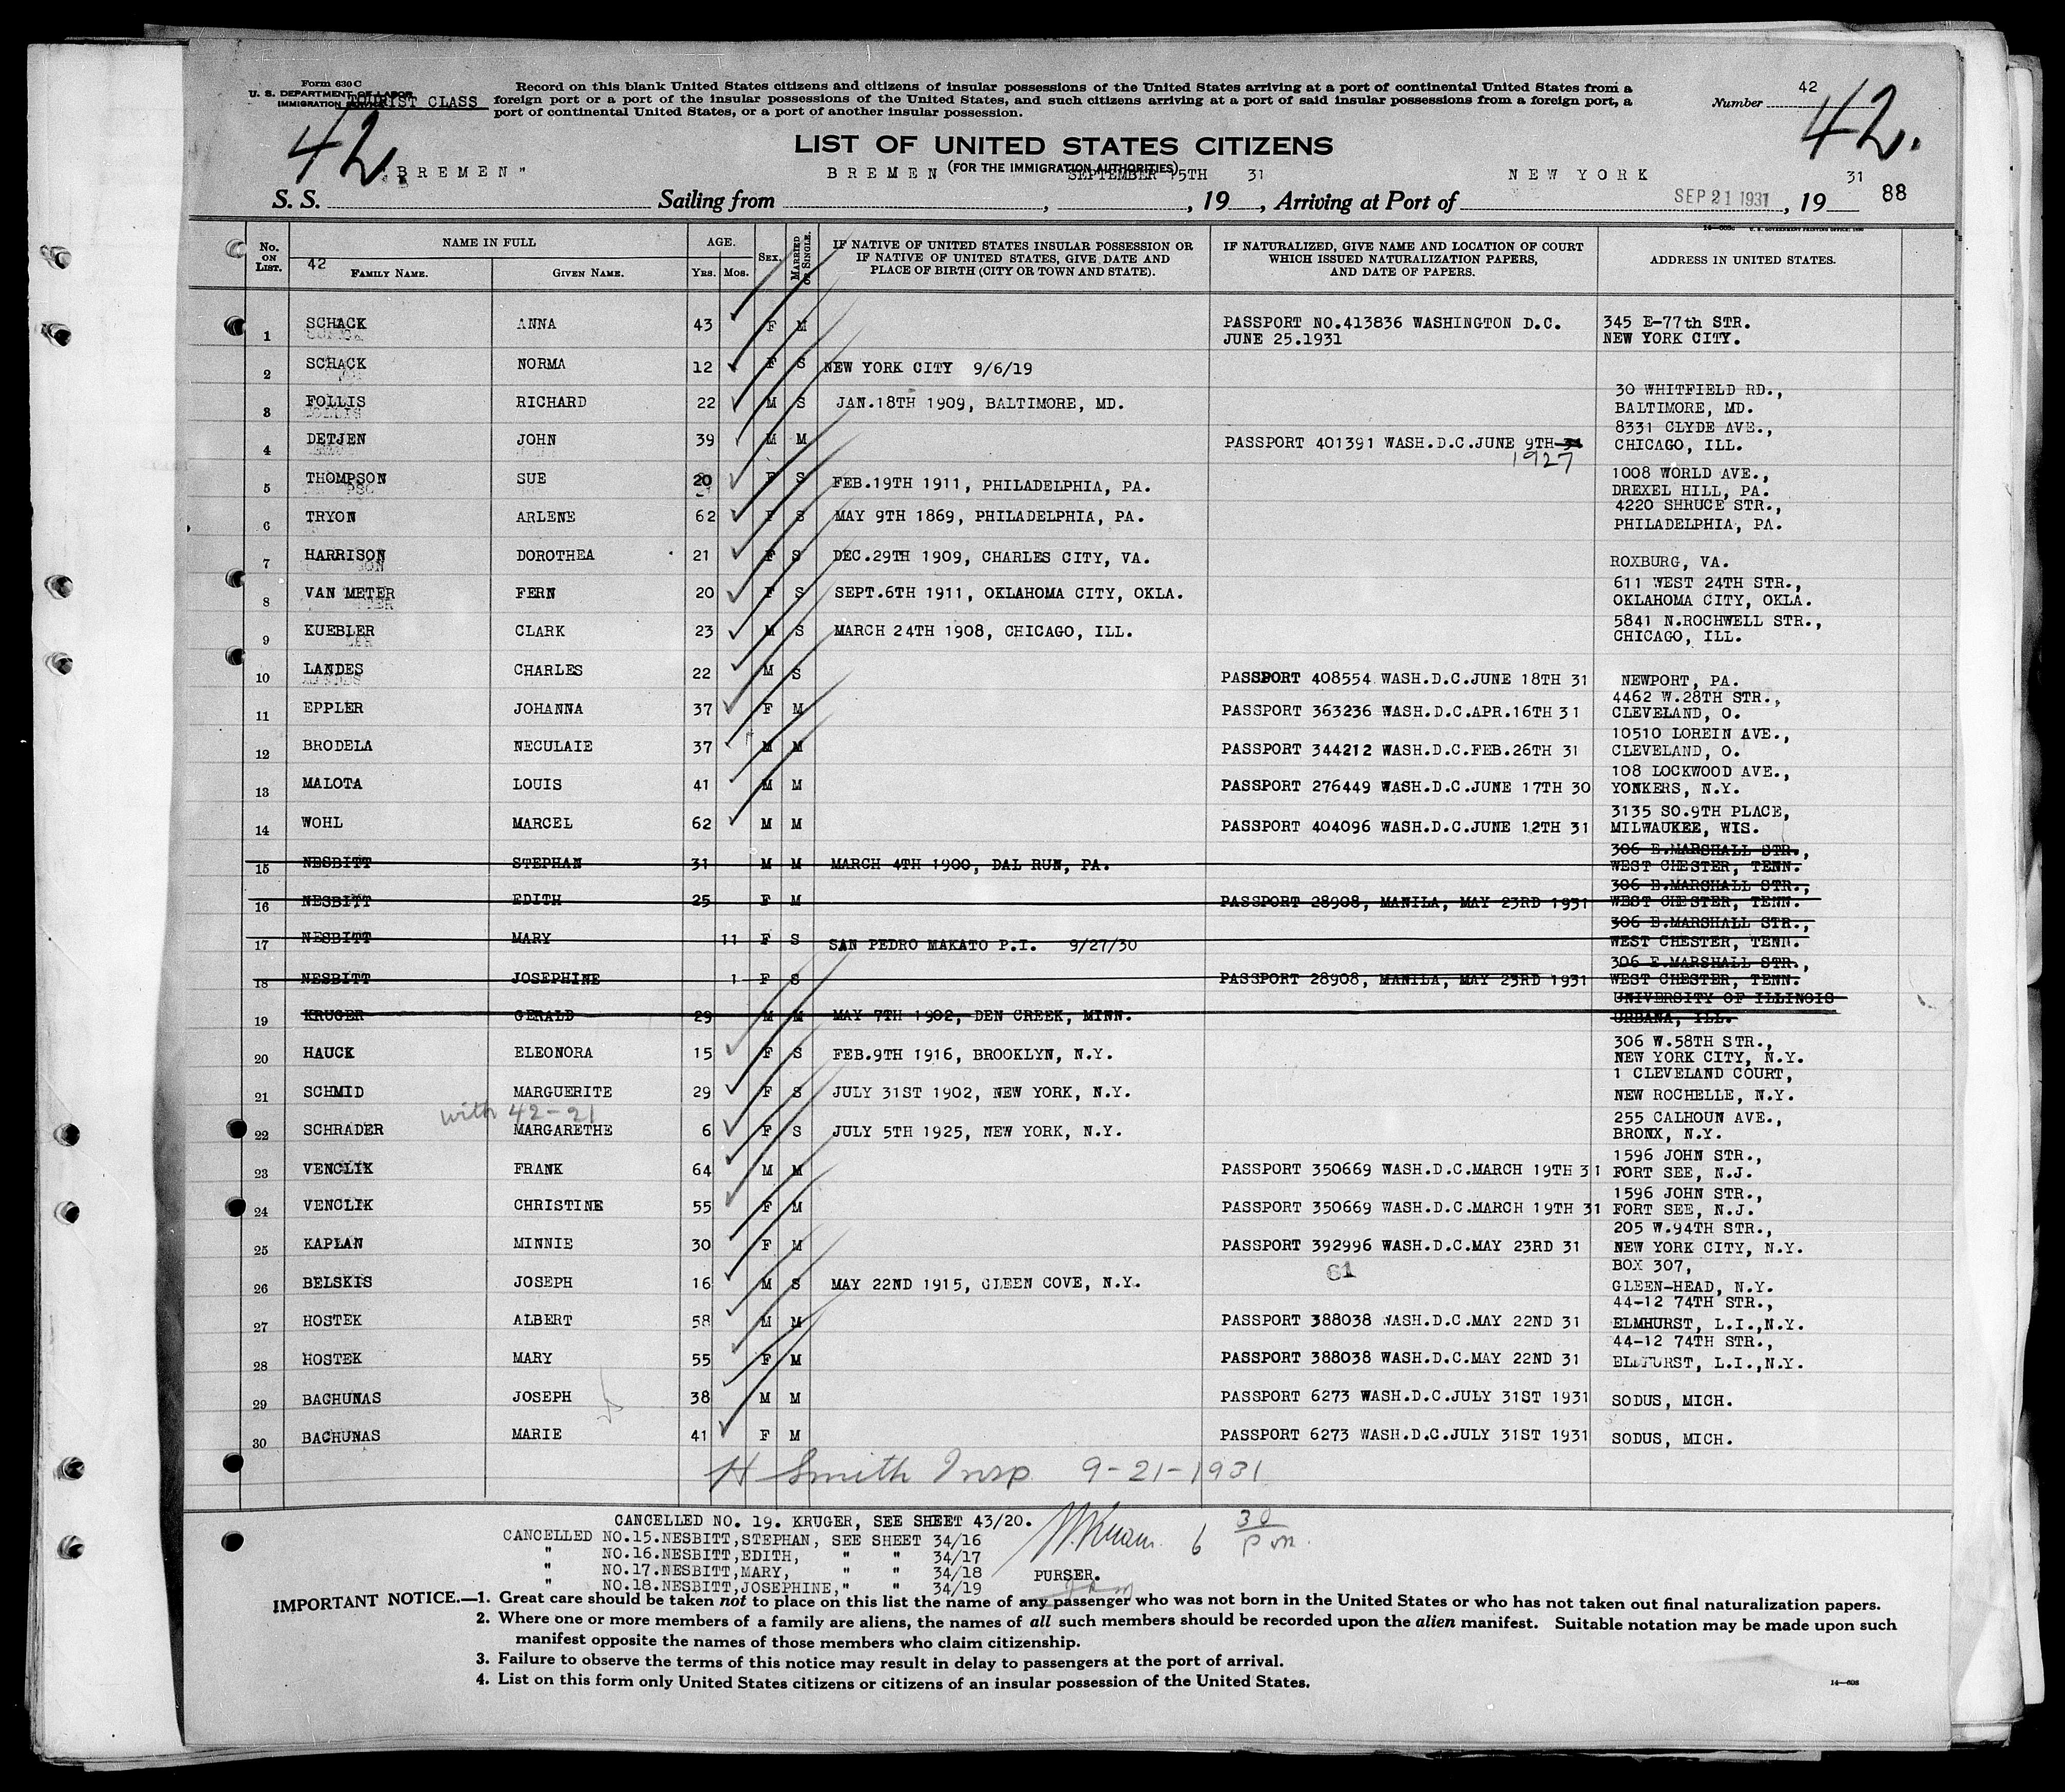 Form 630 C
U. S. DEPARTMENT OF LABOR
IMMIGRATION SERVICE
TOURIST CLASS
Record on this blank United States citizens and citizens of insular possessions of the United States arriving at a port of continental United States from a
foreign port or a port of the insular possessions of the United States, and such citizens arriving at a port of said insular possessions from a foreign port, a
port of continental United States, or a port of another insular possession.
Number 42
42
42.
LIST OF UNITED STATES CITIZENS
(FOR THE IMMIGRATION AUTHORITIES)
S. S. "BREMEN" Sailing from BREMEN, SEPTEMBER 15TH, 19 31, Arriving at Port of NEW YORK SEP 21 1931, 19 31 88
No. ON LIST. NAME IN FULL AGE. SEX. MARRIED OR SINGLE. IF NATIVE OF UNITED STATES INSULAR POSSESSION OR IF NATIVE OF UNITED STATES, GIVE DATE AND PLACE OF BIRTH (CITY OR TOWN AND STATE). IF NATURALIZED, GIVE NAME AND LOCATION OF COURT WHICH ISSUED NATURALIZATION PAPERS, AND DATE OF PAPERS. ADDRESS IN UNITED STATES.
42 FAMILY NAME. GIVEN NAME. YRS. MOS.
1 SCHACK ANNA 43 F M PASSPORT NO.413836 WASHINGTON D.C. JUNE 25.1931 345 E-77th STR. NEW YORK CITY.
2 SCHACK NORMA 12 F S NEW YORK CITY 9/6/19
3 FOLLIS RICHARD 22 M S JAN.18TH 1909, BALTIMORE, MD. 30 WHITFIELD RD., BALTIMORE, MD.
4 DETJEN JOHN 39 M M PASSPORT 401391 WASH.D.C.JUNE 9TH 31 1927 8331 CLYDE AVE., CHICAGO, ILL.
5 THOMPSON SUE 20 F S FEB.19TH 1911, PHILADELPHIA, PA. 1008 WORLD AVE., DREXEL HILL, PA.
6 TRYON ARLENE 62 F S MAY 9TH 1869, PHILADELPHIA, PA. 4220 SHRUCE STR., PHILADELPHIA, PA.
7 HARRISON DOROTHEA 21 F S DEC.29TH 1909, CHARLES CITY, VA. ROXBURG, VA.
8 VAN METER FERN 20 F S SEPT.6TH 1911, OKLAHOMA CITY, OKLA. 611 WEST 24TH STR., OKLAHOMA CITY, OKLA.
9 KUEBLER CLARK 23 M S MARCH 24TH 1908, CHICAGO, ILL. 5841 N.ROCHWELL STR., CHICAGO, ILL.
10 LANDES CHARLES 22 M S PASSPORT 408554 WASH.D.C.JUNE 18TH 31 NEWPORT, PA.
11 EPPLER JOHANNA 37 F M PASSPORT 363236 WASH.D.C.APR.16TH 31 4462 W.28TH STR., CLEVELAND, O.
12 BRODELA NECULAIE 37 M M PASSPORT 344212 WASH.D.C.FEB.26TH 31 10510 LOREIN AVE., CLEVELAND, O.
13 MALOTA LOUIS 41 M M PASSPORT 276449 WASH.D.C.JUNE 17TH 30 108 LOCKWOOD AVE., YONKERS, N.Y.
14 WOHL MARCEL 62 M M PASSPORT 404096 WASH.D.C.JUNE 12TH 31 3135 SO.9TH PLACE, MILWAUKEE, WIS.
15 NESBITT STEPHAN 31 M M MARCH 4TH 1900, DAL RUN, PA. 306 E.MARSHALL STR., WEST CHESTER, TENN.
16 NESBITT EDITH 25 F M PASSPORT 28908, MANILA, MAY 23RD 1931 306 E.MARSHALL STR., WEST CHESTER, TENN.
17 NESBITT MARY 11 F S SAN PEDRO MAKATO P.I. 9/27/30 306 E.MARSHALL STR., WEST CHESTER, TENN.
18 NESBITT JOSEPHINE 1 F S PASSPORT 28908, MANILA, MAY 23RD 1931 306 E.MARSHALL STR., WEST CHESTER, TENN.
19 KRUGER GERALD 29 M M MAY 7TH 1902, DEN CREEK, MINN. UNIVERSITY OF ILLINOIS URBANA, ILL.
20 HAUCK ELEONORA 15 F S FEB.9TH 1916, BROOKLYN, N.Y. 306 W.58TH STR., NEW YORK CITY, N.Y.
21 SCHMID MARGUERITE 29 F S JULY 31ST 1902, NEW YORK, N.Y. 1 CLEVELAND COURT, NEW ROCHELLE, N.Y.
with 42-21
22 SCHRADER MARGARETHE 6 F S JULY 5TH 1925, NEW YORK, N.Y. 255 CALHOUN AVE., BRONX, N.Y.
23 VENCLIK FRANK 64 M M PASSPORT 350669 WASH.D.C.MARCH 19TH 31 1596 JOHN STR., FORT SEE, N.J.
24 VENCLIK CHRISTINE 55 F M PASSPORT 350669 WASH.D.C.MARCH 19TH 31 1596 JOHN STR., FORT SEE, N.J.
25 KAPLAN MINNIE 30 F M PASSPORT 392996 WASH.D.C.MAY 23RD 31 205 W.94TH STR., NEW YORK CITY, N.Y.
61
26 BELSKIS JOSEPH 16 M S MAY 22ND 1915, GLEEN COVE, N.Y. BOX 307, GLEEN-HEAD, N.Y.
27 HOSTEK ALBERT 58 M M PASSPORT 388038 WASH.D.C.MAY 22ND 31 44-12 74TH STR., ELMHURST, L.I.,N.Y.
28 HOSTEK MARY 55 F M PASSPORT 388038 WASH.D.C.MAY 22ND 31 44-12 74TH STR., ELMHURST, L.I.,N.Y.
29 BACHUNAS JOSEPH 38 M M PASSPORT 6273 WASH.D.C.JULY 31ST 1931 SODUS, MICH.
30 BACHUNAS MARIE 41 F M PASSPORT 6273 WASH.D.C.JULY 31ST 1931 SODUS, MICH.
H Smith Insp. 9-21-1931
CANCELLED NO. 19. KRUGER, SEE SHEET 43/20.
CANCELLED NO.15.NESBITT,STEPHAN, SEE SHEET 34/16
" NO.16.NESBITT,EDITH, " " 34/17
" NO.17.NESBITT,MARY, " " 34/18
" NO.18.NESBITT,JOSEPHINE," " 34/19
6 30 p m.
PURSER.
IMPORTANT NOTICE.—1. Great care should be taken not to place on this list the name of any passenger who was not born in the United States or who has not taken out final naturalization papers.
2. Where one or more members of a family are aliens, the names of all such members should be recorded upon the alien manifest. Suitable notation may be made upon such
manifest opposite the names of those members who claim citizenship.
3. Failure to observe the terms of this notice may result in delay to passengers at the port of arrival.
4. List on this form only United States citizens or citizens of an insular possession of the United States.